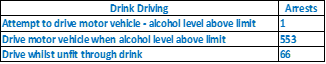 Drink Driving Arrests
Attempt to drive motor vehicle - alcohol level above limit 1
Drive motor vehicle when alcohol level above limit 553
Drive whilst unfit through drink 66